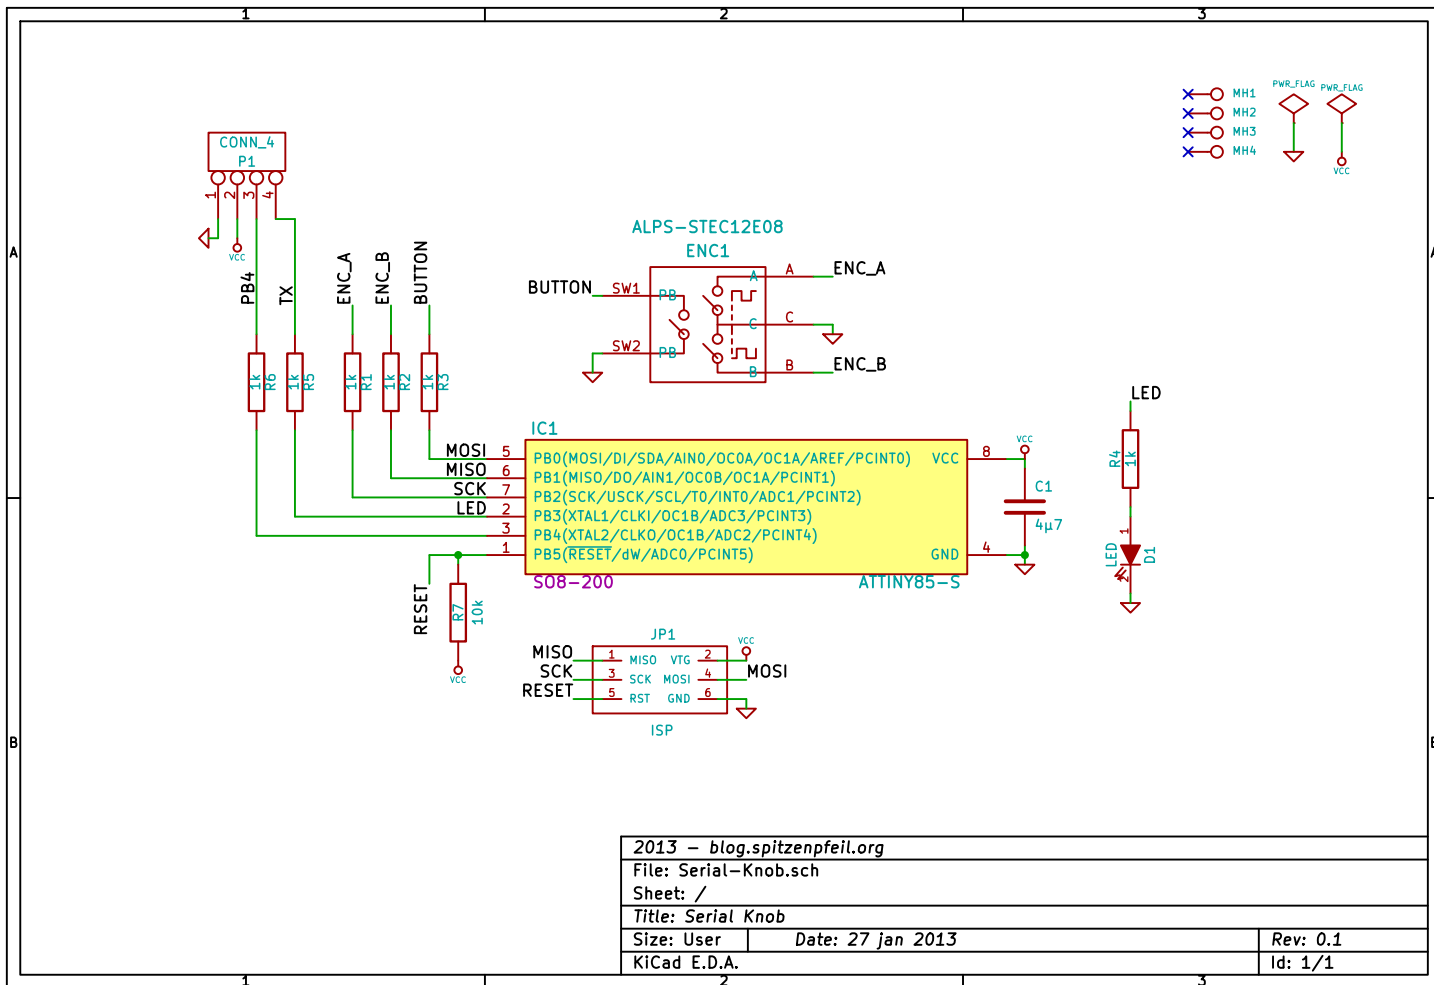 1
2
3
A
A
B
B
1
2
3
MH1
MH2
MH3
MH4
PWR_FLAG
PWR_FLAG
VCC
CONN_4
P1
1
2
3
4
VCC
PB4
TX
ENC_A
ENC_B
BUTTON
1k
R6
1k
R5
1k
R1
1k
R2
1k
R3
ALPS-STEC12E08
ENC1
BUTTON
SW1
PB
SW2
PB
A
A
ENC_A
C
C
B
B
ENC_B
IC1
MOSI 5 PB0(MOSI/DI/SDA/AIN0/OC0A/OC1A/AREF/PCINT0) VCC 8
MISO 6 PB1(MISO/DO/AIN1/OC0B/OC1A/PCINT1)
SCK 7 PB2(SCK/USCK/SCL/T0/INT0/ADC1/PCINT2)
LED 2 PB3(XTAL1/CLKI/OC1B/ADC3/PCINT3)
3 PB4(XTAL2/CLKO/OC1B/ADC2/PCINT4)
1 PB5(RESET/dW/ADC0/PCINT5) GND 4
SO8-200
ATTINY85-S
VCC
C1
4µ7
LED
R4
1k
1
LED
D1
2
RESET
R7
10k
VCC
JP1
VCC
MISO 1 MISO VTG 2
SCK 3 SCK MOSI 4 MOSI
RESET 5 RST GND 6
ISP
2013 - blog.spitzenpfeil.org
File: Serial-Knob.sch
Sheet: /
Title: Serial Knob
Size: User Date: 27 jan 2013 Rev: 0.1
KiCad E.D.A. Id: 1/1